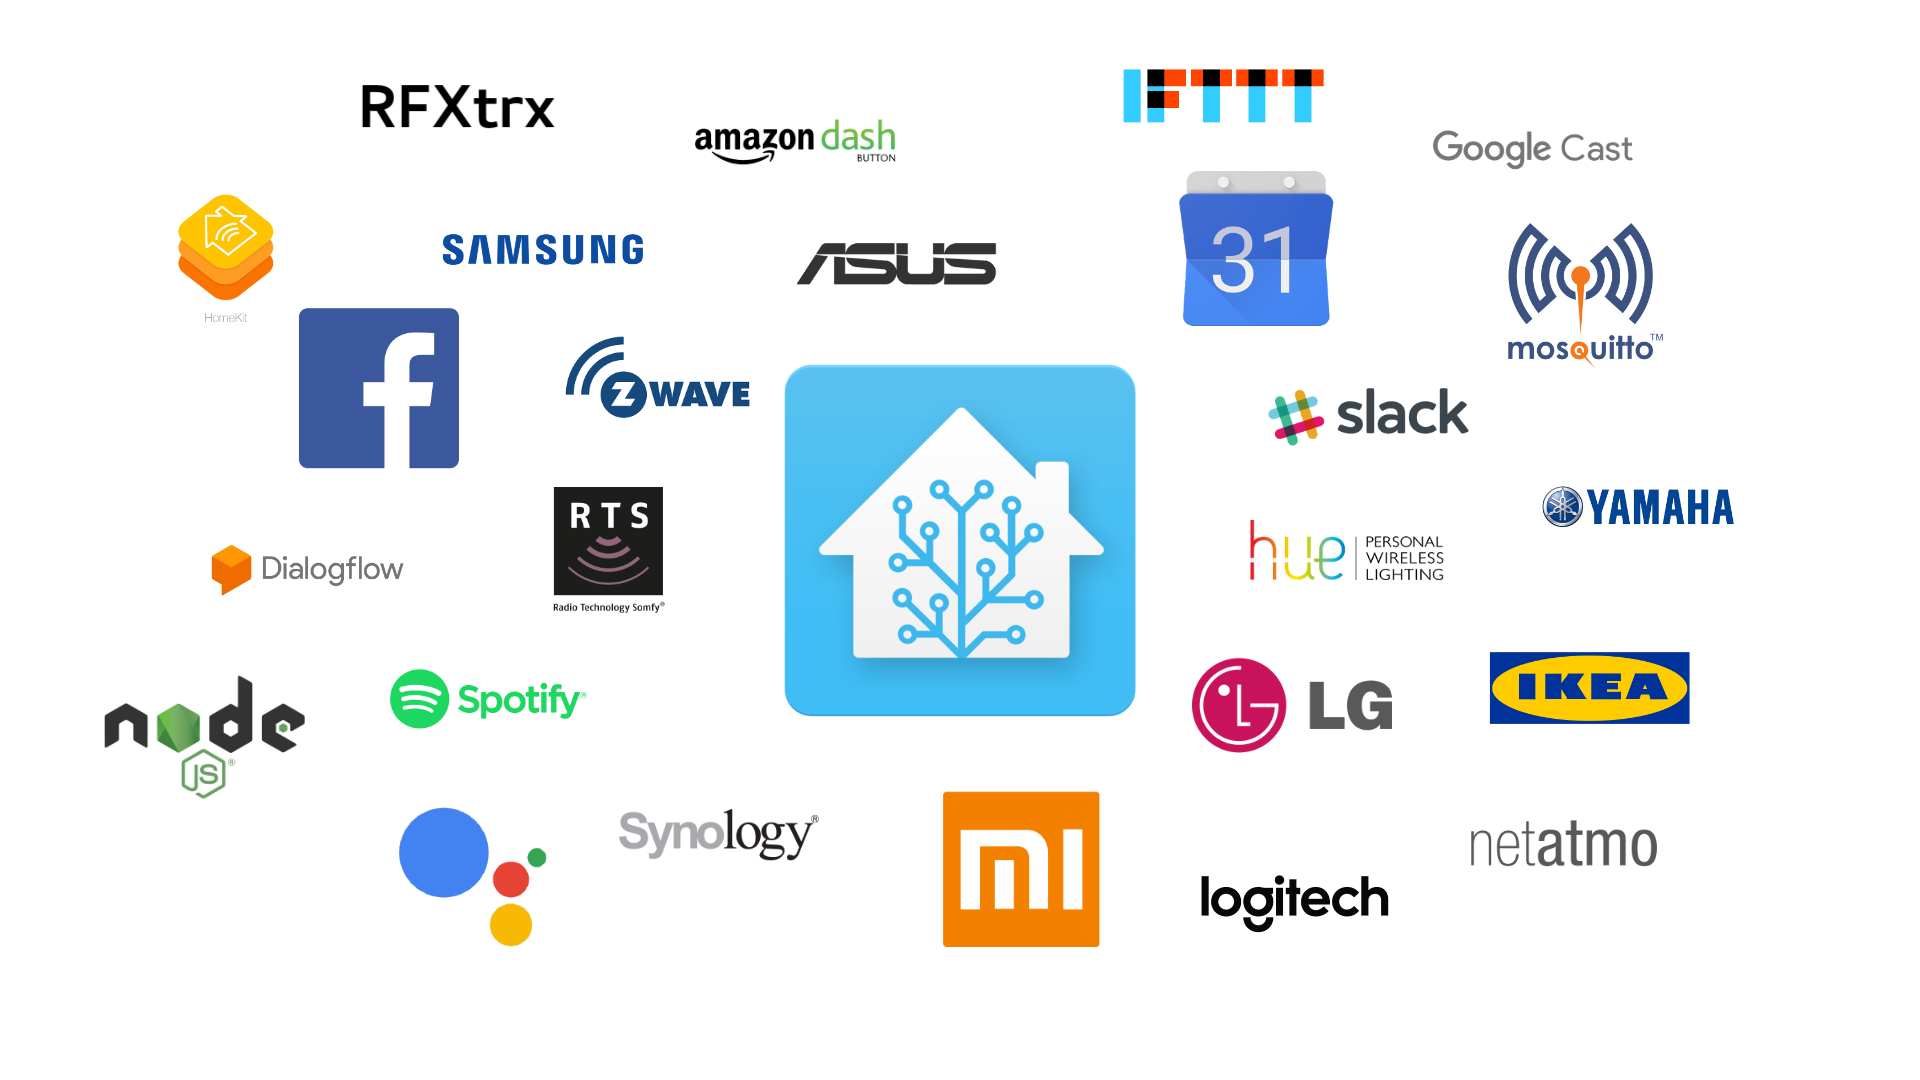 RFXtrx
amazon dash
BUTTON
IFTTT
Google Cast
HomeKit
SAMSUNG
ASUS
31
mosquitto™
f
Z WAVE
slack
YAMAHA
RTS
Radio Technology Somfy®
hue
PERSONAL
WIRELESS
LIGHTING
Dialogflow
node
JS®
Spotify®
LG
LG
IKEA
Synology®
mi
logitech
netatmo